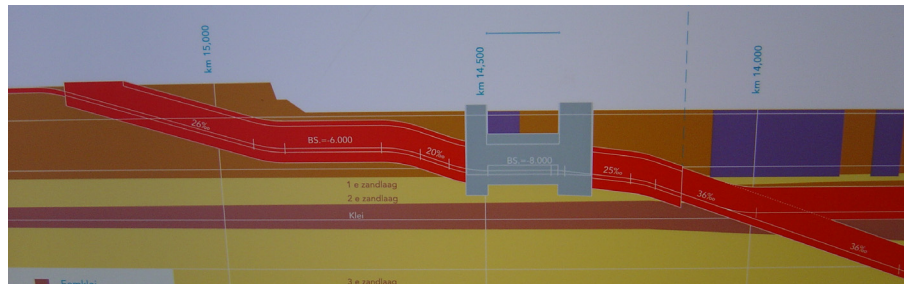 km 15,000
km 14,500
km 14,000
26‰
BS.=-6.000
20‰
BS.=-8.000
25‰
36‰
36‰
1 e zandlaag
2 e zandlaag
Klei
3 e zandlaag